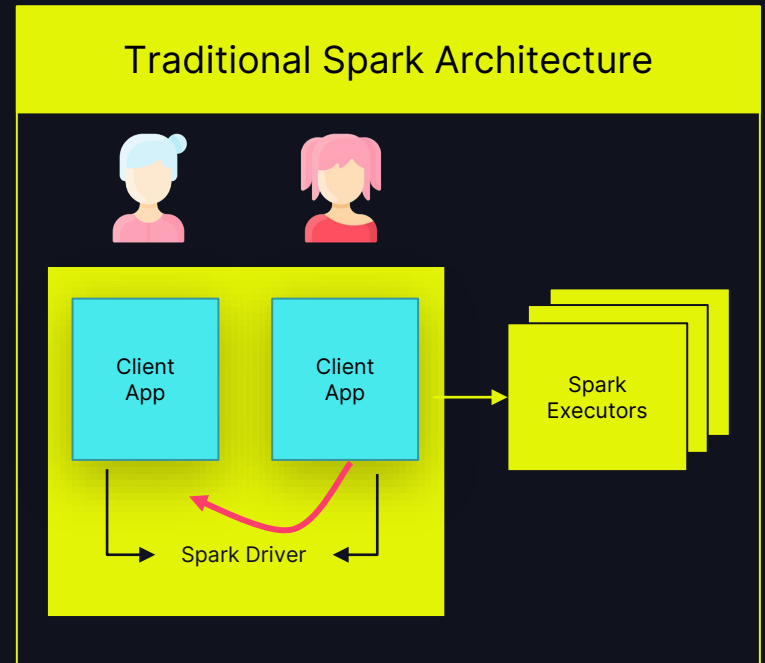 Traditional Spark Architecture
Client
App
Client
App
Spark
Executors
Spark Driver